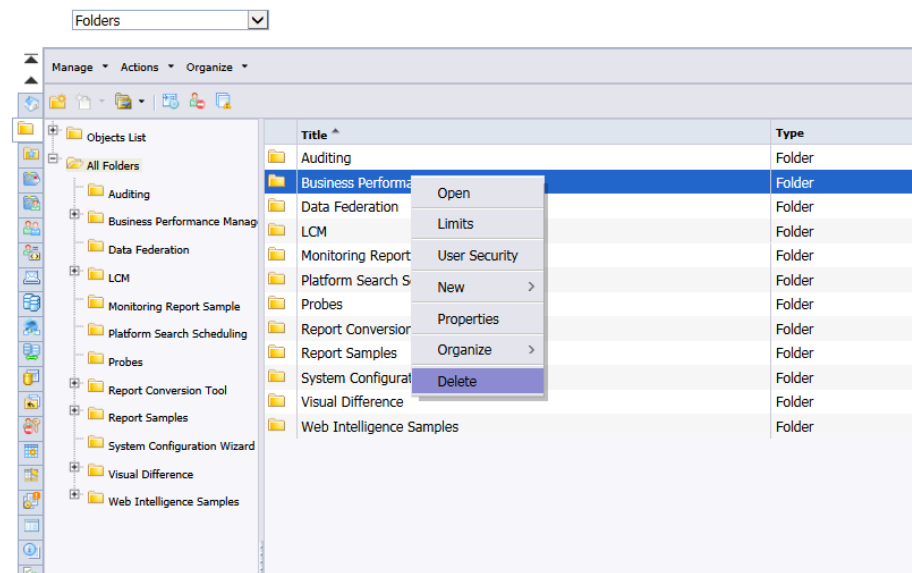 Folders
Manage Actions Organize
Objects List
All Folders
Auditing
Business Performance Manag
Data Federation
LCM
Monitoring Report Sample
Platform Search Scheduling
Probes
Report Conversion Tool
Report Samples
System Configuration Wizard
Visual Difference
Web Intelligence Samples
Title Type
Auditing Folder
Business Performa Folder
Data Federation Folder
LCM Folder
Monitoring Report Folder
Platform Search S Folder
Probes Folder
Report Conversion Folder
Report Samples Folder
System Configurat Folder
Visual Difference Folder
Web Intelligence Samples Folder
Open
Limits
User Security
New
Properties
Organize
Delete